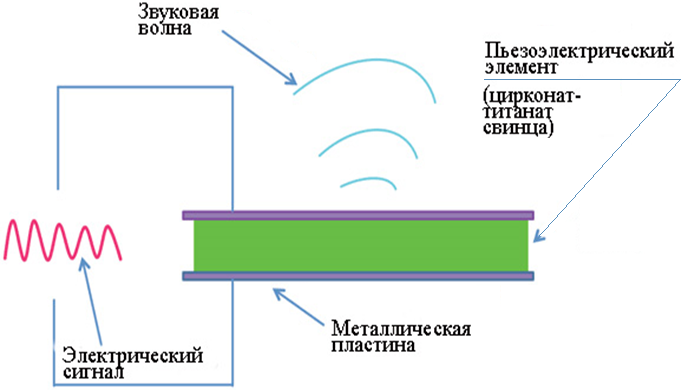 Звуковая
волна
Пьезоэлектрический
элемент
(цирконат-
титанат
свинца)
Металлическая
пластина
Электрический
сигнал